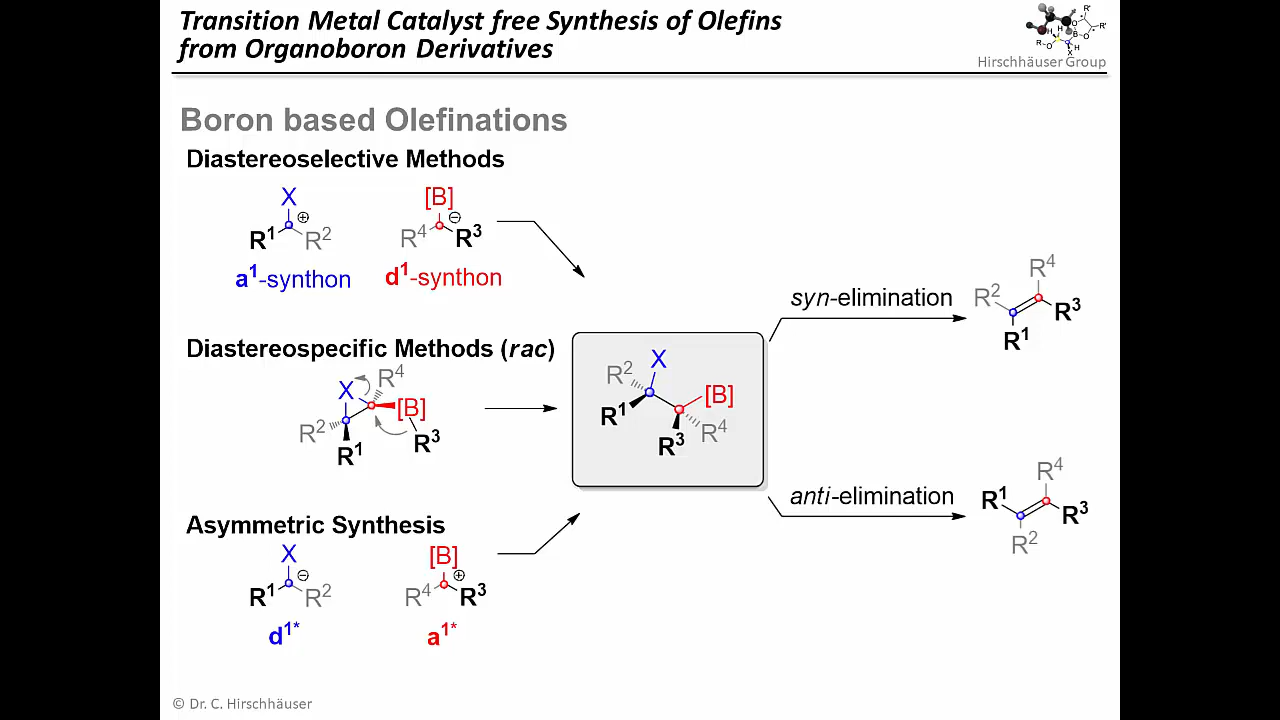 Transition Metal Catalyst free Synthesis of Olefins
from Organoboron Derivatives
Hirschhäuser Group
Boron based Olefinations
Diastereoselective Methods
X
R¹ ⊕ R²
a¹-synthon
[B]
R⁴ ⊖ R³
d¹-synthon
Diastereospecific Methods (rac)
X R⁴
[B]
R² R¹ R³
Asymmetric Synthesis
X
R¹ ⊖ R²
d¹*
[B]
R⁴ ⊕ R³
a¹*
R² X
R¹ [B]
R³ R⁴
syn-elimination
R⁴
R² R³
R¹
anti-elimination
R⁴
R¹ R³
R²
© Dr. C. Hirschhäuser